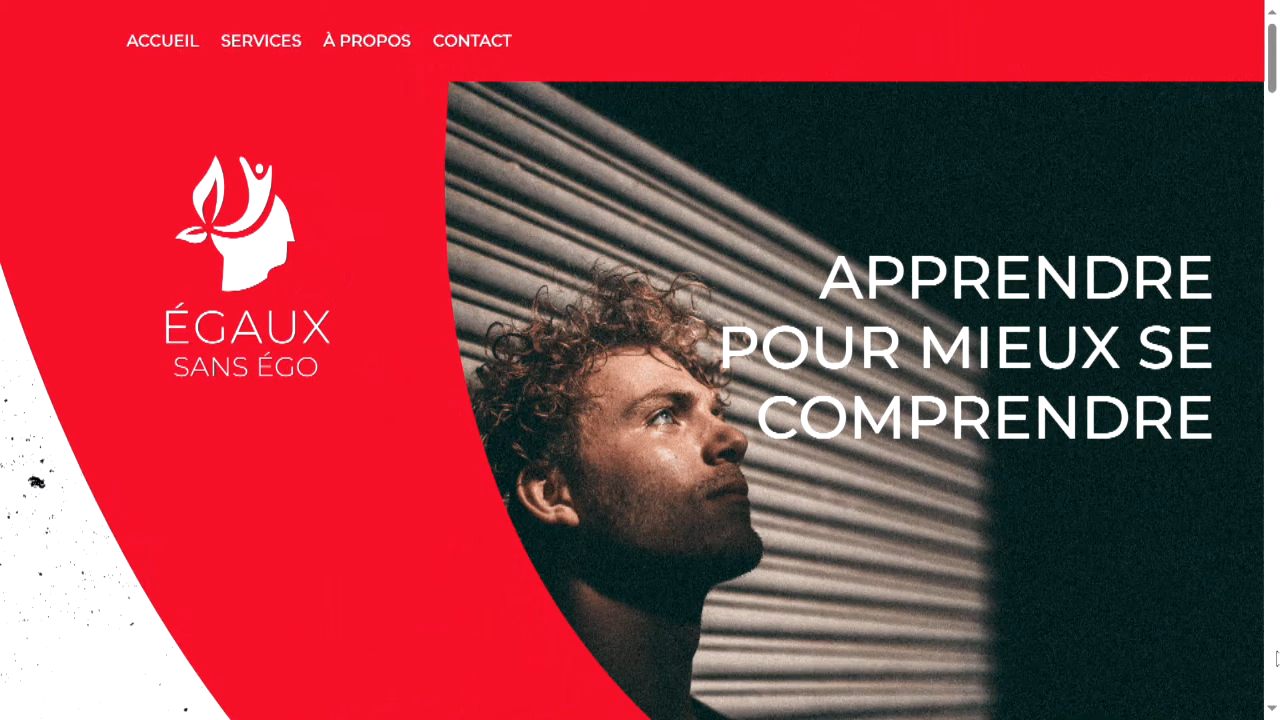 ACCUEIL SERVICES À PROPOS CONTACT
ÉGAUX
SANS ÉGO
APPRENDRE
POUR MIEUX SE
COMPRENDRE